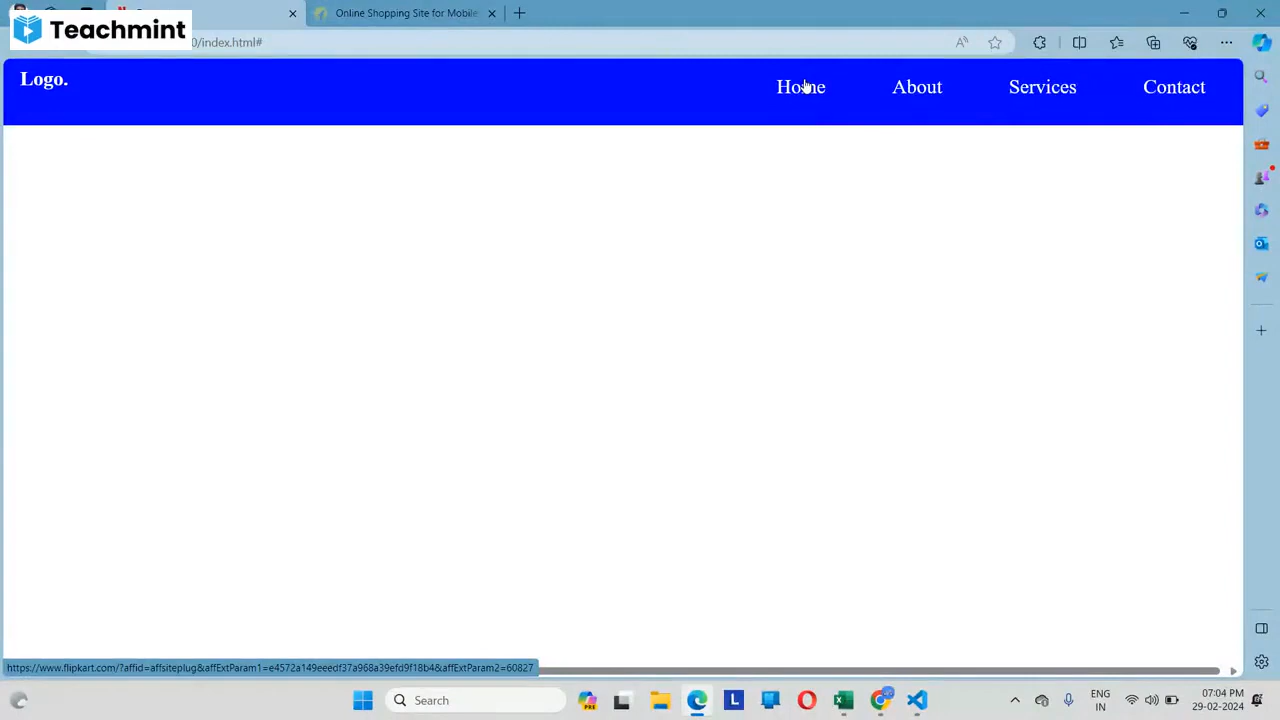 Teachmint
Online Shopping Site for Mobile
0/index.html#
Logo.
Home
About
Services
Contact
https://www.flipkart.com/?affid=affsiteplug&affExtParam1=e4572a149eeedf37a968a39efd9f18b4&affExtParam2=60827
Search
ENG
IN
07:04 PM
29-02-2024